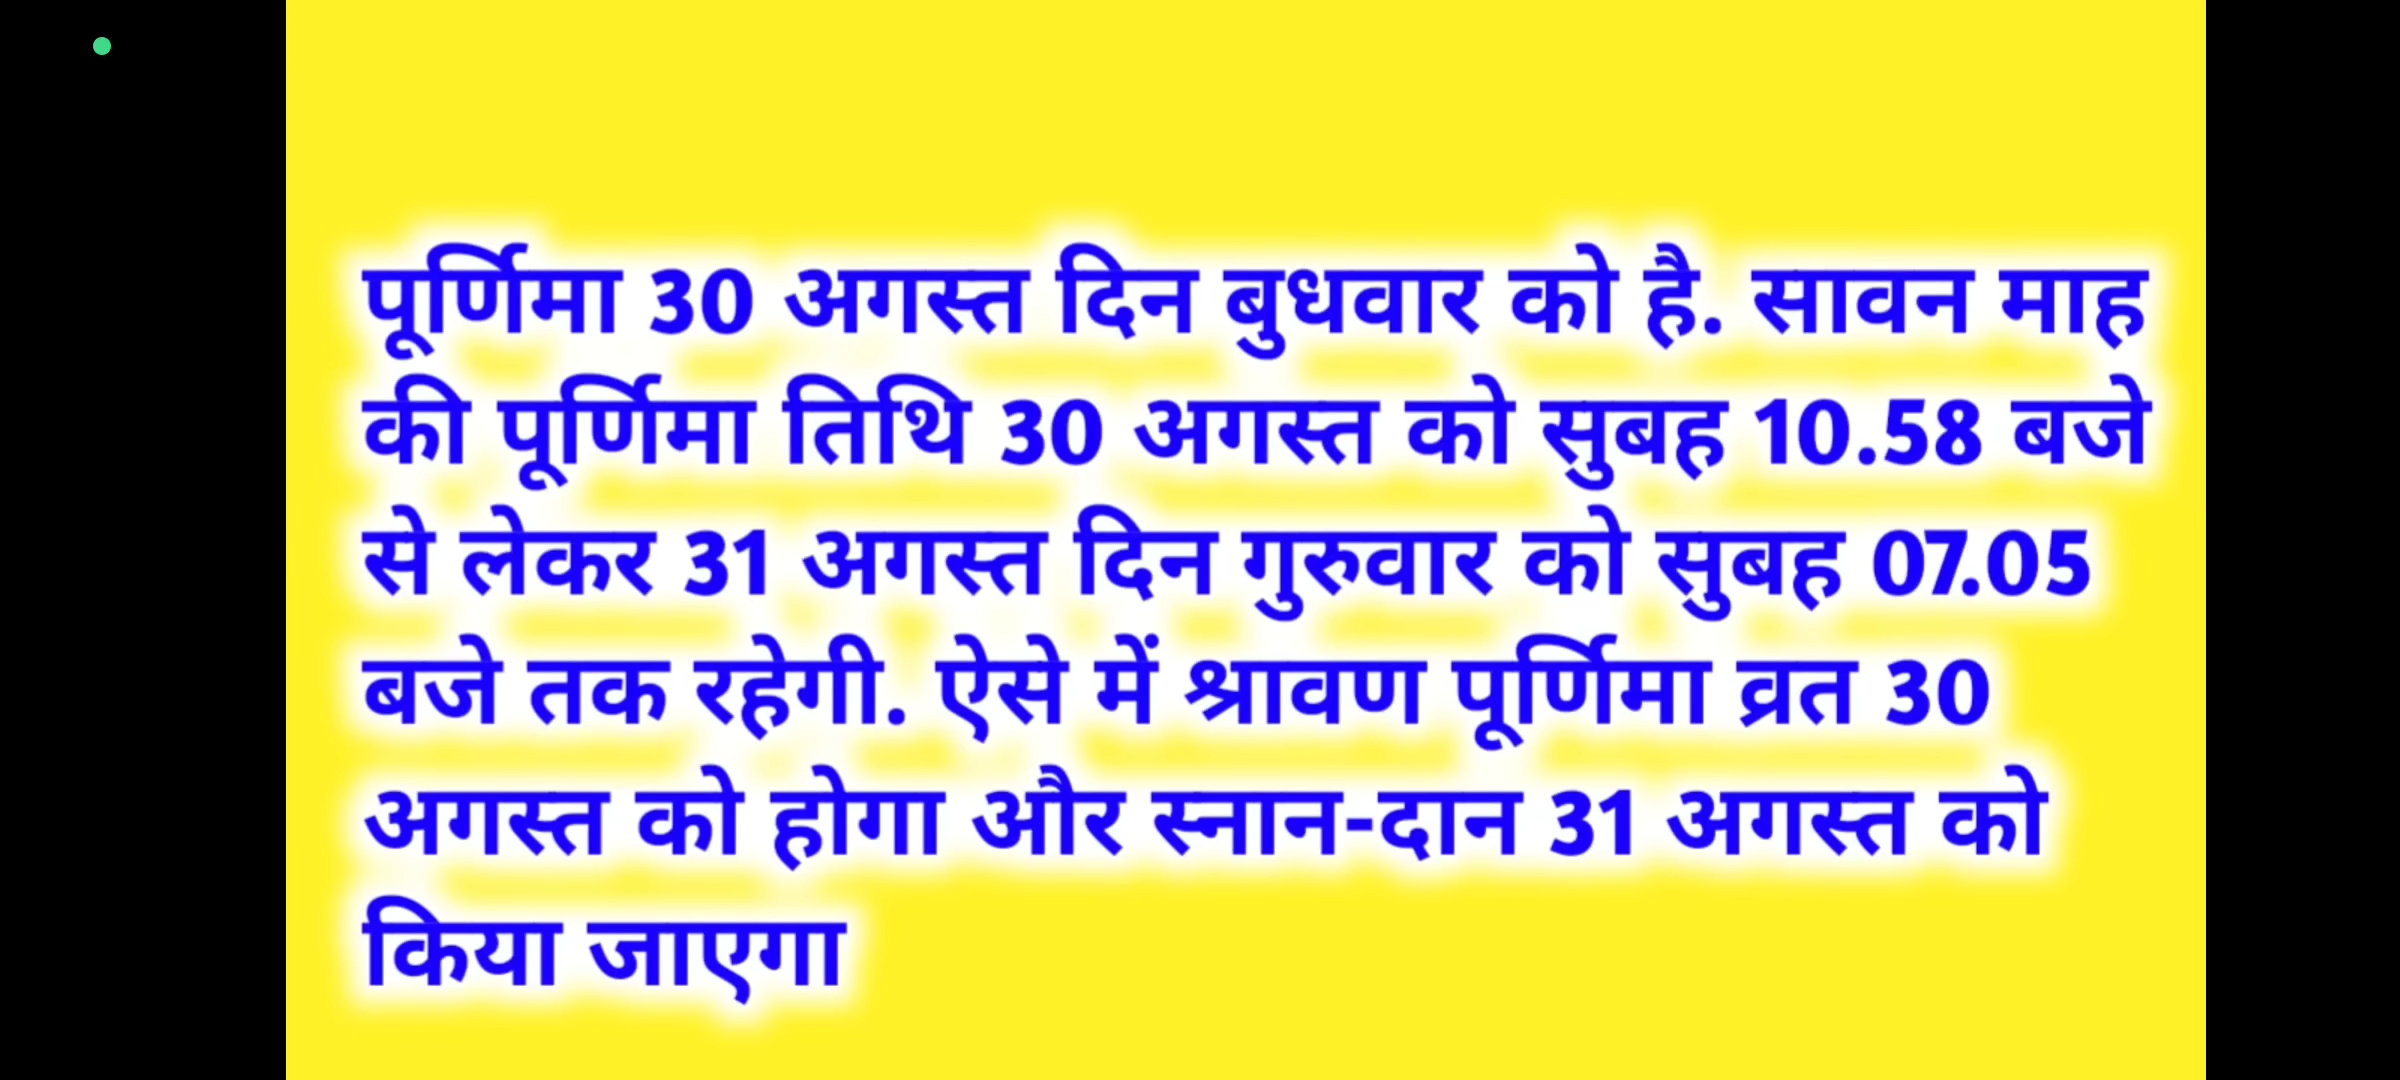 पूर्णिमा 30 अगस्त दिन बुधवार को है. सावन माह
की पूर्णिमा तिथि 30 अगस्त को सुबह 10.58 बजे
से लेकर 31 अगस्त दिन गुरुवार को सुबह 07.05
बजे तक रहेगी. ऐसे में श्रावण पूर्णिमा व्रत 30
अगस्त को होगा और स्नान-दान 31 अगस्त को
किया जाएगा